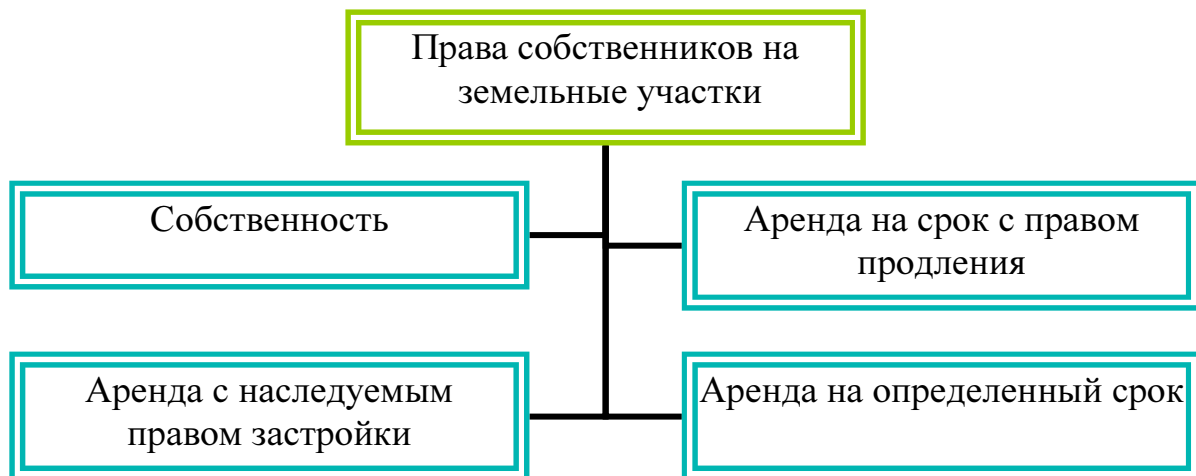 Права собственников на
земельные участки
Собственность
Аренда на срок с правом
продления
Аренда с наследуемым
правом застройки
Аренда на определенный срок